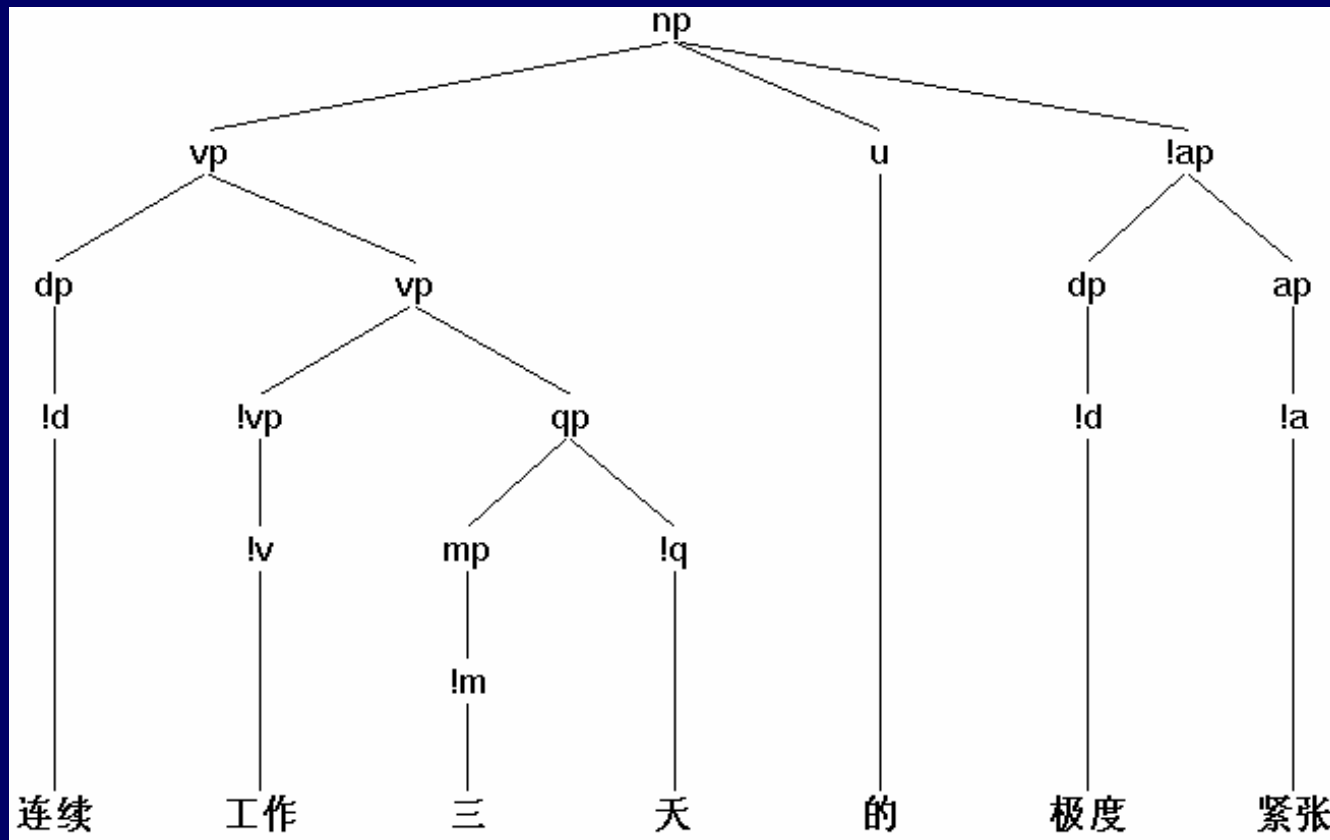 np
vp u !ap
dp vp dp ap
!d !vp qp !d !a
!v mp !q
!m
连续 工作 三 天 的 极度 紧张